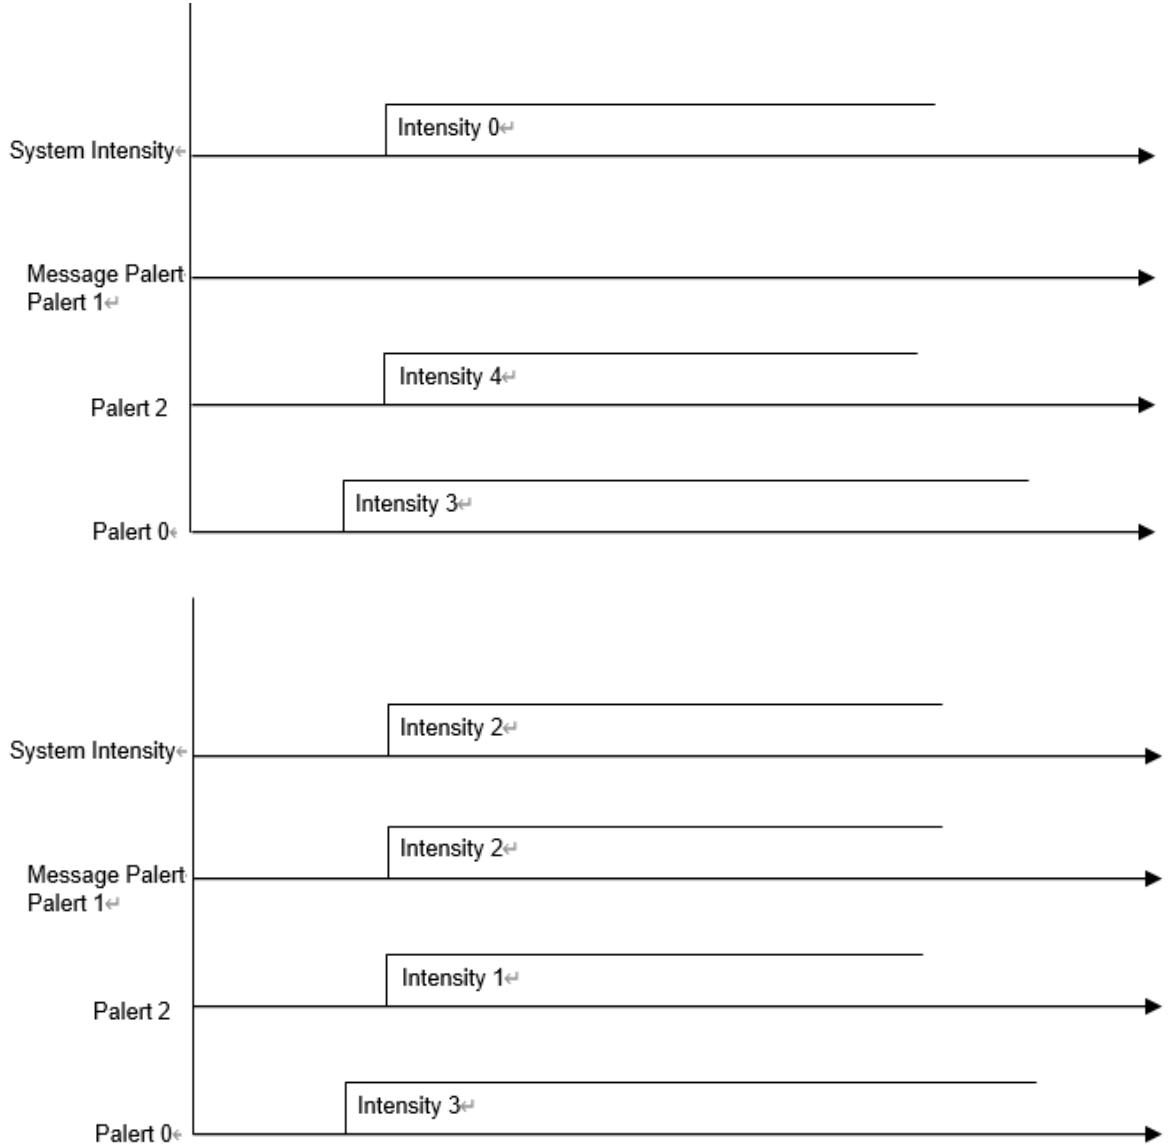 Intensity 0↵
System Intensity←
Message Palert
Palert 1↵
Intensity 4↵
Palert 2
Intensity 3↵
Palert 0←
Intensity 2↵
System Intensity←
Intensity 2↵
Message Palert
Palert 1↵
Intensity 1↵
Palert 2
Intensity 3↵
Palert 0←